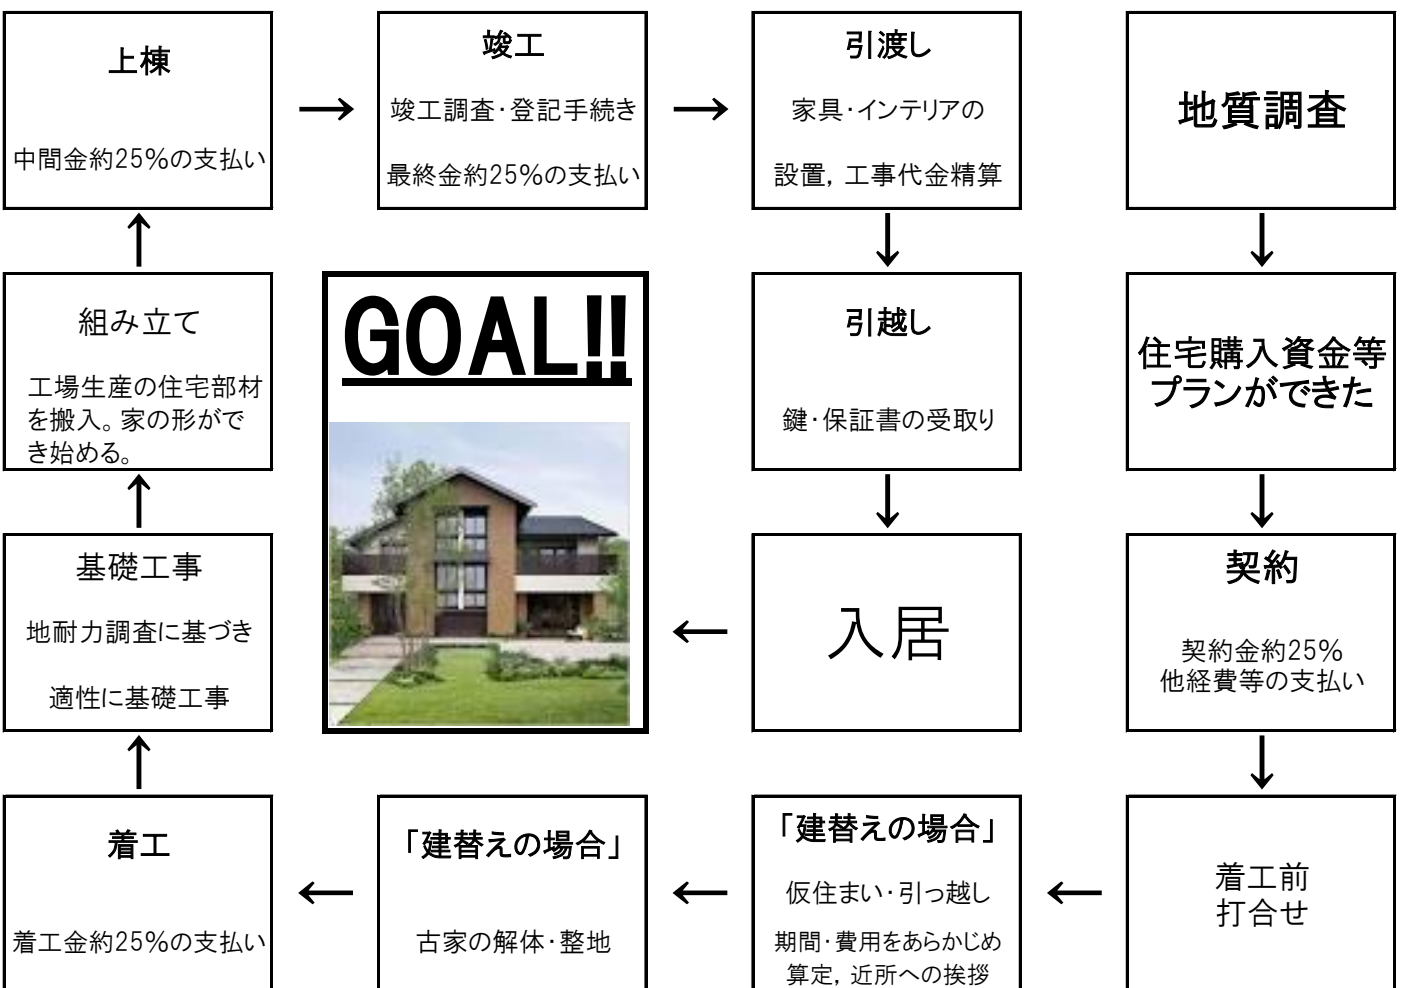 地質調査
住宅購入資金等
プランができた
契約
契約金約25%
他経費等の支払い
着工前
打合せ
「建替えの場合」
仮住まい・引っ越し
期間・費用をあらかじめ
算定, 近所への挨拶
「建替えの場合」
古家の解体・整地
着工
着工金約25%の支払い
基礎工事
地耐力調査に基づき
適性に基礎工事
組み立て
工場生産の住宅部材
を搬入。家の形がで
き始める。
上棟
中間金約25%の支払い
竣工
竣工調査・登記手続き
最終金約25%の支払い
引渡し
家具・インテリアの
設置, 工事代金精算
引越し
鍵・保証書の受取り
入居
GOAL!!